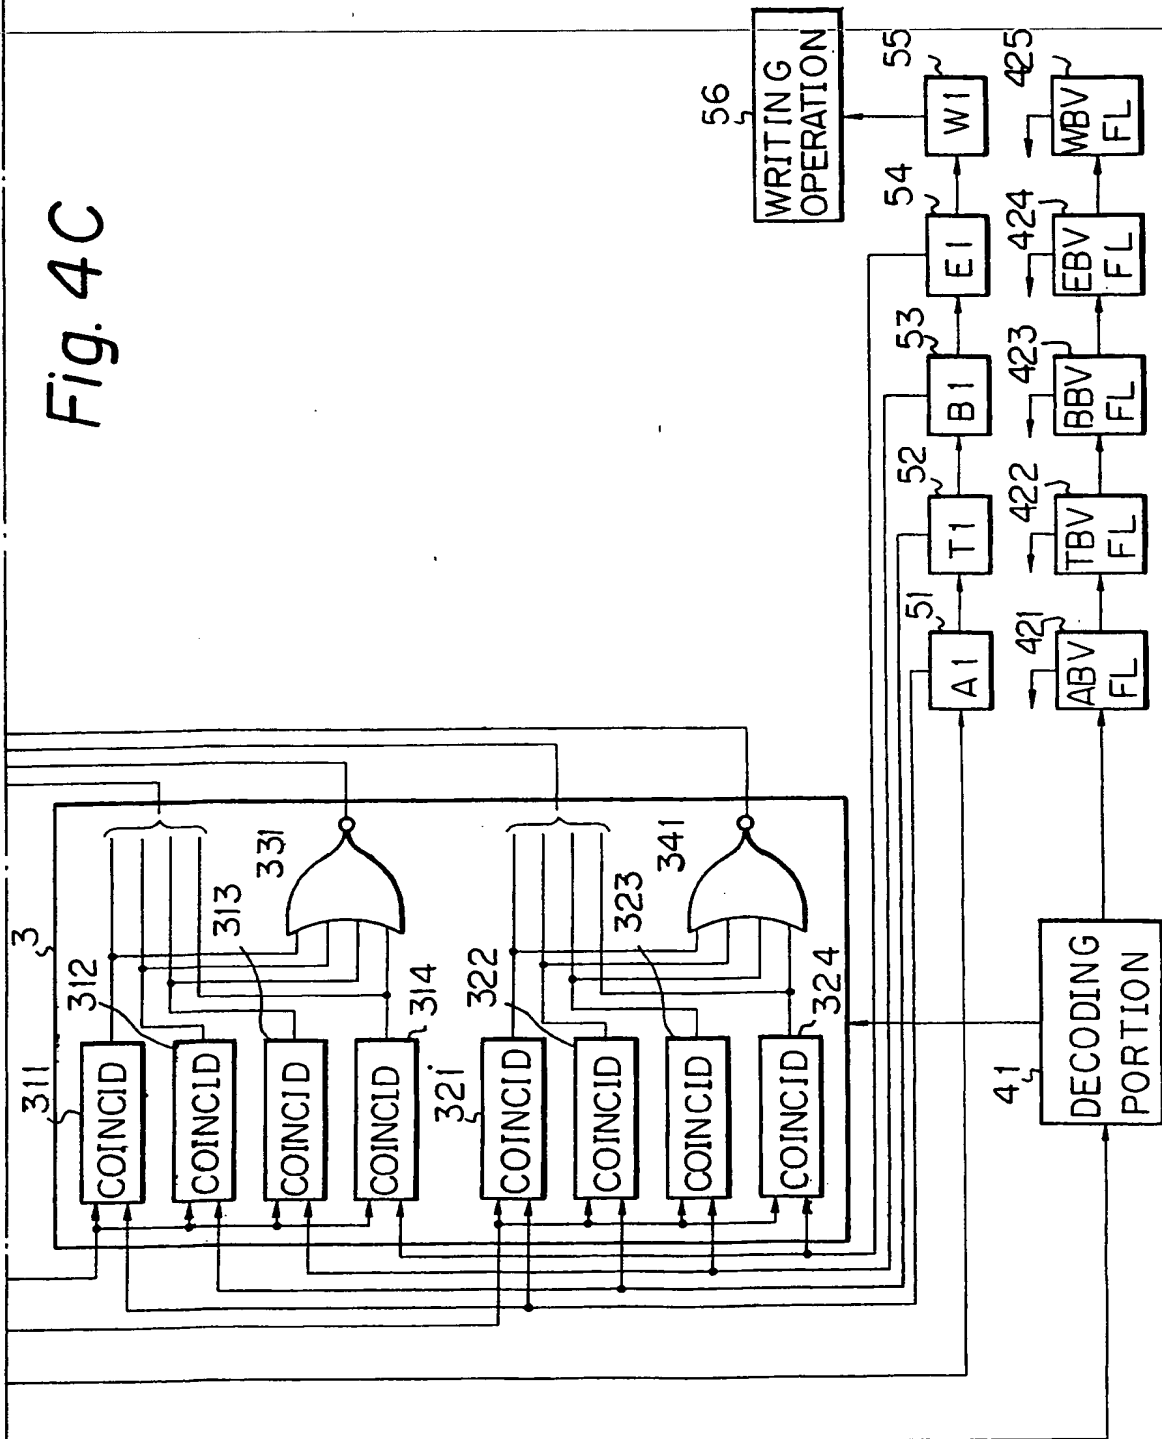 Fig. 4C
3
311
COINCID
312
COINCID
313
COINCID
314
COINCID
331
321
COINCID
322
COINCID
323
COINCID
324
COINCID
341
56
WRITING
OPERATION
51
A1
52
T1
53
B1
54
E1
55
W1
41
DECODING
PORTION
421
ABV
FL
422
TBV
FL
423
BBV
FL
424
EBV
FL
425
WBV
FL